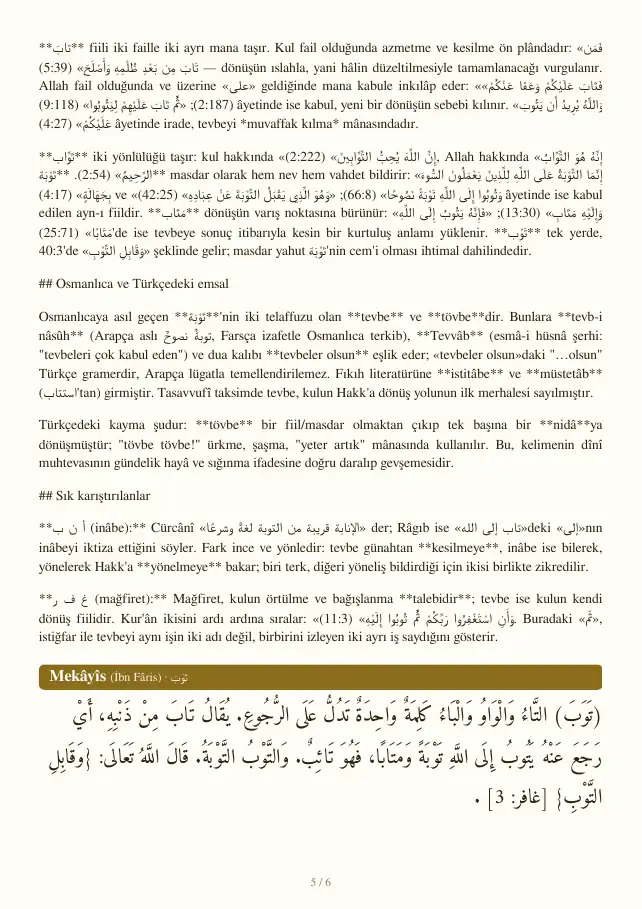 **تابَ** fiili iki faille iki ayrı mana taşır. Kul fail olduğunda azmetme ve kesilme ön plândadır: «فَمَن
تَابَ مِن بَعْدِ ظُلْمِهِ وَأَصْلَحَ» (5:39) — dönüşün ıslahla, yani hâlin düzeltilmesiyle tamamlanacağı vurgulanır.
Allah fail olduğunda ve üzerine «على» geldiğinde mana kabule inkılâp eder: ««فَتَابَ عَلَيْكُمْ وَعَفَا عَنكُمْ
(2:187) âyetinde ise kabul, yeni bir dönüşün sebebi kılınır. «وَاللَّهُ يُرِيدُ أَن يَتُوبَ; «ثُمَّ تَابَ عَلَيْهِمْ لِيَتُوبُوا» (9:118)
عَلَيْكُمْ» (4:27) âyetinde irade, tevbeyi *muvaffak kılma* mânasındadır.
**تَوّاب** iki yönlülüğü taşır: kul hakkında «إِنَّ اللَّهَ يُحِبُّ التَّوَّابِينَ» (2:222), Allah hakkında «إِنَّهُ هُوَ التَّوَّابُ
الرَّحِيمُ» (2:54). **تَوْبَة** masdar olarak hem nev hem vahdet bildirir: «إِنَّمَا التَّوْبَةُ عَلَى اللَّهِ لِلَّذِينَ يَعْمَلُونَ السُّوءَ
بِجَهَالَةٍ» (4:17) ve «وَهُوَ الَّذِي يَقْبَلُ التَّوْبَةَ عَنْ عِبَادِهِ» (42:25); «تُوبُوا إِلَى اللَّهِ تَوْبَةً نَصُوحًا» (66:8) âyetinde ise kabul
edilen ayn-ı fiildir. **مَتاب** dönüşün varış noktasına bürünür: «وَإِلَيْهِ مَتَابِ» (13:30); «فَإِنَّهُ يَتُوبُ إِلَى اللَّهِ
مَتَابًا» (25:71)'de ise tevbeye sonuç itibarıyla kesin bir kurtuluş anlamı yüklenir. **تَوْب** tek yerde,
40:3'de «وَقَابِلِ التَّوْبِ» şeklinde gelir; masdar yahut تَوْبَة'nin cem'i olması ihtimal dahilindedir.
## Osmanlıca ve Türkçedeki emsal
Osmanlıcaya asıl geçen **تَوْبَة**'nin iki telaffuzu olan **tevbe** ve **tövbe**dir. Bunlara **tevb-i
nâsûh** (Arapça aslı توبةٌ نصوحٌ, Farsça izafetle Osmanlıca terkib), **Tevvâb** (esmâ-i hüsnâ şerhi:
"tevbeleri çok kabul eden") ve dua kalıbı **tevbeler olsun** eşlik eder; «tevbeler olsun»daki "…olsun"
Türkçe gramerdir, Arapça lügatla temellendirilemez. Fıkıh literatürüne **istitâbe** ve **müstetâb**
(استتاب'tan) girmiştir. Tasavvufî taksimde tevbe, kulun Hakk'a dönüş yolunun ilk merhalesi sayılmıştır.
Türkçedeki kayma şudur: **tövbe** bir fiil/masdar olmaktan çıkıp tek başına bir **nidâ**ya
dönüşmüştür; "tövbe tövbe!" ürkme, şaşma, "yeter artık" mânasında kullanılır. Bu, kelimenin dînî
muhtevasının gündelik hayâ ve sığınma ifadesine doğru daralıp gevşemesidir.
## Sık karıştırılanlar
**أ ن ب (inâbe):** Cürcânî «الإنابة قريبة من التوبة لغةً وشرعًا» der; Râgıb ise «تاب إلى الله»deki «إلى»nın
inâbeyi iktiza ettiğini söyler. Fark ince ve yönledir: tevbe günahtan **kesilmeye**, inâbe ise bilerek,
yönelerek Hakk'a **yönelmeye** bakar; biri terk, diğeri yöneliş bildirdiği için ikisi birlikte zikredilir.
**غ ف ر (mağfiret):** Mağfiret, kulun örtülme ve bağışlanma **talebidir**; tevbe ise kulun kendi
dönüş fiilidir. Kur'ân ikisini ardı ardına sıralar: «وَأَنِ اسْتَغْفِرُوا رَبَّكُمْ ثُمَّ تُوبُوا إِلَيْهِ» (11:3). Buradaki «ثُمَّ»,
istiğfar ile tevbeyi aynı işin iki adı değil, birbirini izleyen iki ayrı iş saydığını gösterir.
Mekâyîs (İbn Fâris) · تَوَبَ
(تَوَبَ) التَّاءُ وَالْوَاوُ وَالْبَاءُ كَلِمَةٌ وَاحِدَةٌ تَدُلُّ عَلَى الرُّجُوعِ. يُقَالُ تَابَ مِنْ ذَنْبِهِ، أَيْ
رَجَعَ عَنْهُ يَتُوبُ إِلَى اللَّهِ تَوْبَةً وَمَتَابًا، فَهُوَ تَائِبٌ. وَالتَّوْبُ التَّوْبَةُ. قَالَ اللَّهُ تَعَالَى: {وَقَابِلِ
التَّوْبِ} [غافر: 3] .
5 / 6